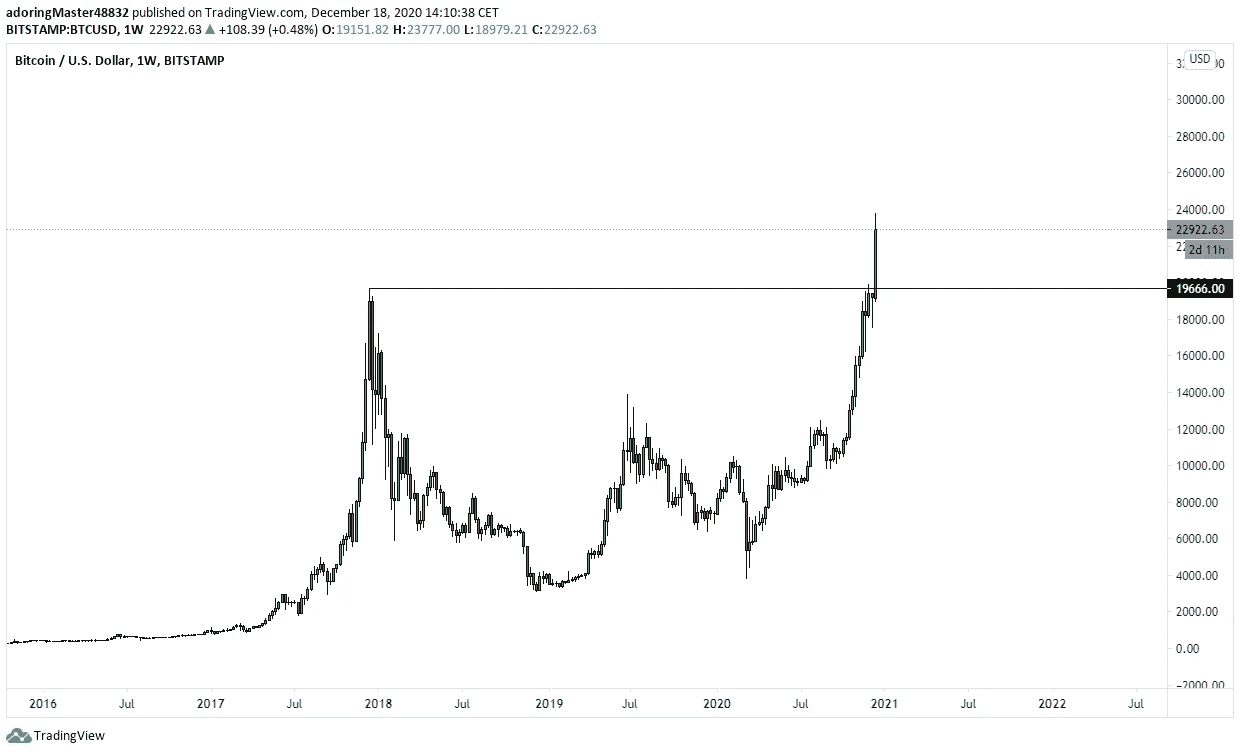 adoringMaster48832 published on TradingView.com, December 18, 2020 14:10:38 CET
BITSTAMP:BTCUSD, 1W 22922.63 ▲ +108.39 (+0.48%) O:19151.82 H:23777.00 L:18979.21 C:22922.63
Bitcoin / U.S. Dollar, 1W, BITSTAMP
USD
30000.00
28000.00
26000.00
24000.00
22922.63
2d 11h
19666.00
18000.00
16000.00
14000.00
12000.00
10000.00
8000.00
6000.00
4000.00
2000.00
0.00
−2000.00
2016 Jul 2017 Jul 2018 Jul 2019 Jul 2020 Jul 2021 Jul 2022 Jul
TradingView